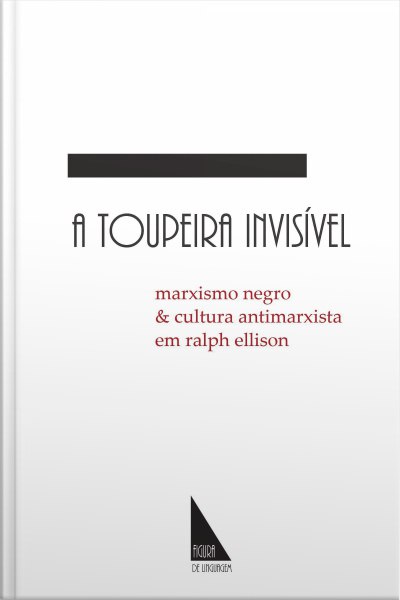 A TOUPEIRA INVISÍVEL
marxismo negro
& cultura antimarxista
em ralph ellison
FIGURA
DE LINGUAGEM